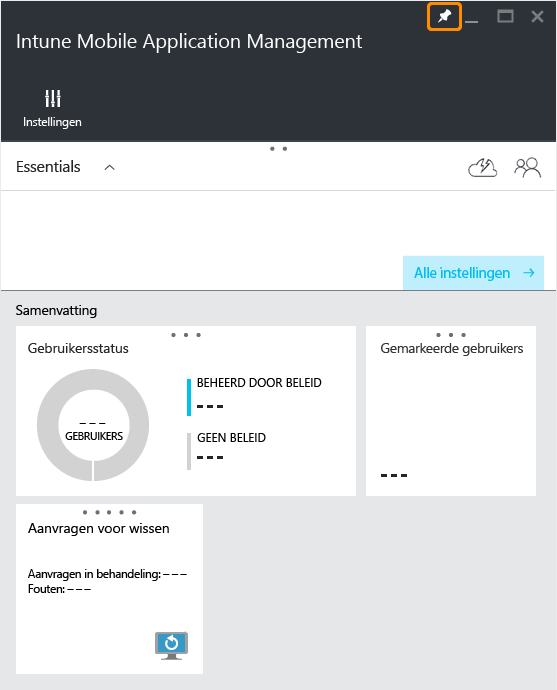 Intune Mobile Application Management
Instellingen
Essentials
Alle instellingen
Samenvatting
Gebruikersstatus
--- 
GEBRUIKERS
BEHEERD DOOR BELEID
---
GEEN BELEID
---
Gemarkeerde gebruikers
---
Aanvragen voor wissen
Aanvragen in behandeling: ---
Fouten: ---